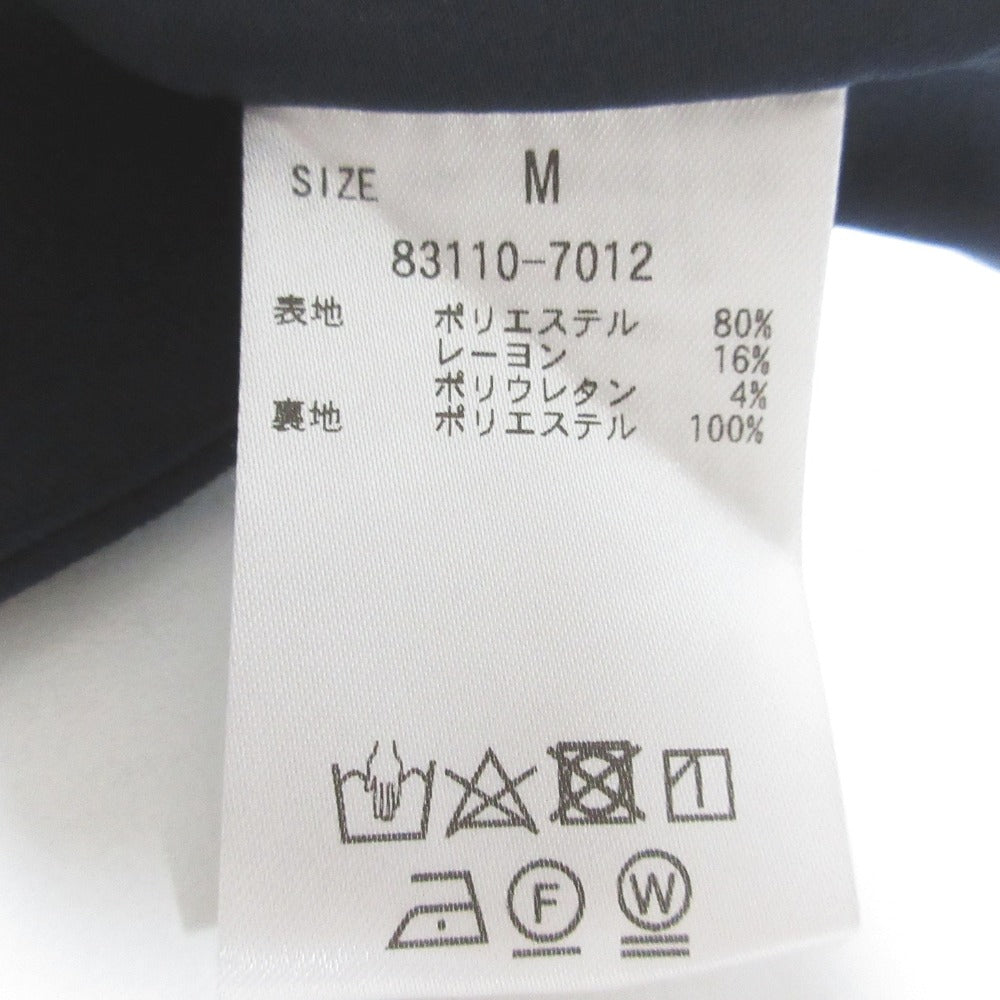 SIZE M
83110-7012
表地 ポリエステル 80%
レーヨン 16%
ポリウレタン 4%
裏地 ポリエステル 100%
F W